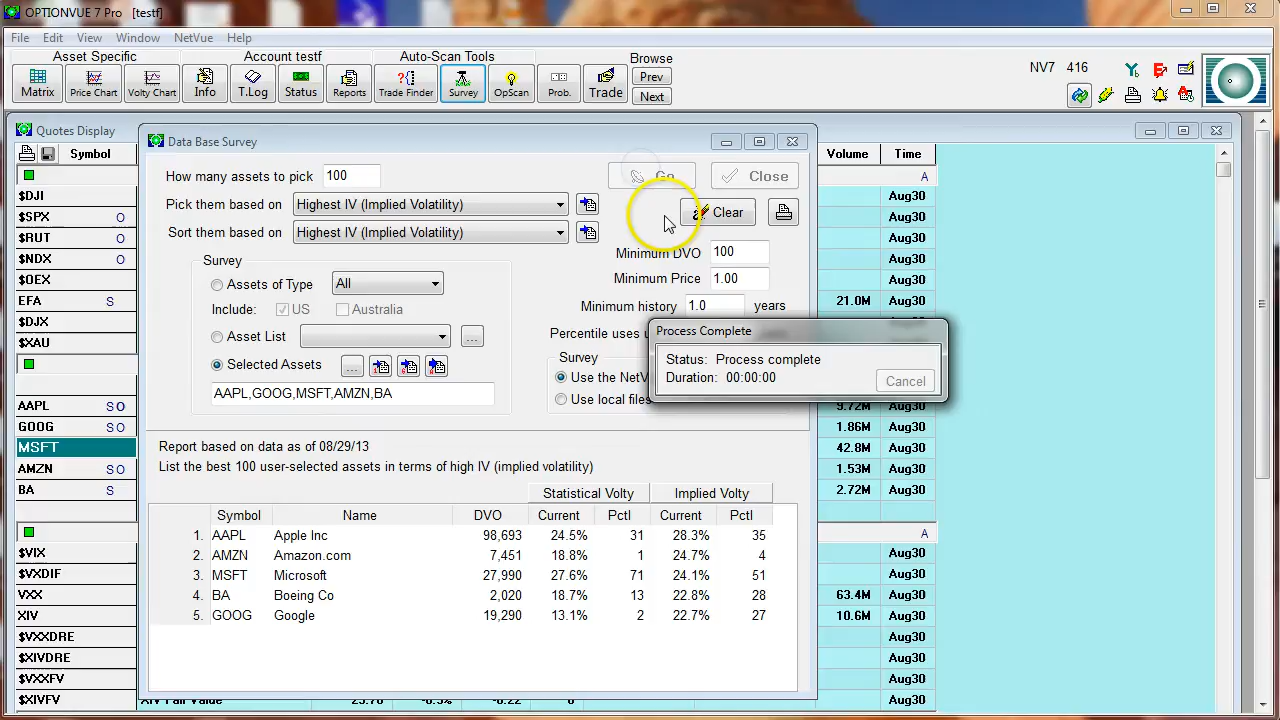 OPTIONVUE 7 Pro [testf]
File Edit View Window NetVue Help
Asset Specific Account testf Auto-Scan Tools Browse
Matrix Price Chart Volty Chart Info T.Log Status Reports Trade Finder Survey OpScan Prob Trade Prev
Next
NV7 416
Quotes Display
Symbol
$DJI
$SPX O
$RUT O
$NDX O
$OEX
EFA S
$DJX
$XAU
AAPL S O
GOOG S O
MSFT
AMZN S O
BA S
$VIX
$VXDIF
VXX
XIV
$VXXDRE
$XIVDRE
$VXXFV
$XIVFV XIV Fair Value
Data Base Survey
How many assets to pick 100
Go Close
Pick them based on Highest IV (Implied Volatility)
Clear
Sort them based on Highest IV (Implied Volatility)
Minimum DVO 100
Minimum Price 1.00
Minimum history 1.0 years
Percentile uses
Survey
Assets of Type All
Include: US Australia
Asset List ...
Selected Assets ...
AAPL,GOOG,MSFT,AMZN,BA
Survey
Use the NetV
Use local files
Process Complete
Status: Process complete
Duration: 00:00:00
Cancel
Report based on data as of 08/29/13
List the best 100 user-selected assets in terms of high IV (implied volatility)
Statistical Volty Implied Volty
Symbol Name DVO Current Pctl Current Pctl
1. AAPL Apple Inc 98,693 24.5% 31 28.3% 35
2. AMZN Amazon.com 7,451 18.8% 1 24.7% 4
3. MSFT Microsoft 27,990 27.6% 71 24.1% 51
4. BA Boeing Co 2,020 18.7% 13 22.8% 28
5. GOOG Google 19,290 13.1% 2 22.7% 27
Volume Time
A
Aug30
Aug30
Aug30
Aug30
Aug30
21.0M Aug30
Aug30
Aug30
9.72M Aug30
1.86M Aug30
42.8M Aug30
1.53M Aug30
2.72M Aug30
A
Aug30
Aug30
63.4M Aug30
10.6M Aug30
Aug30
Aug30
Aug30
Aug30